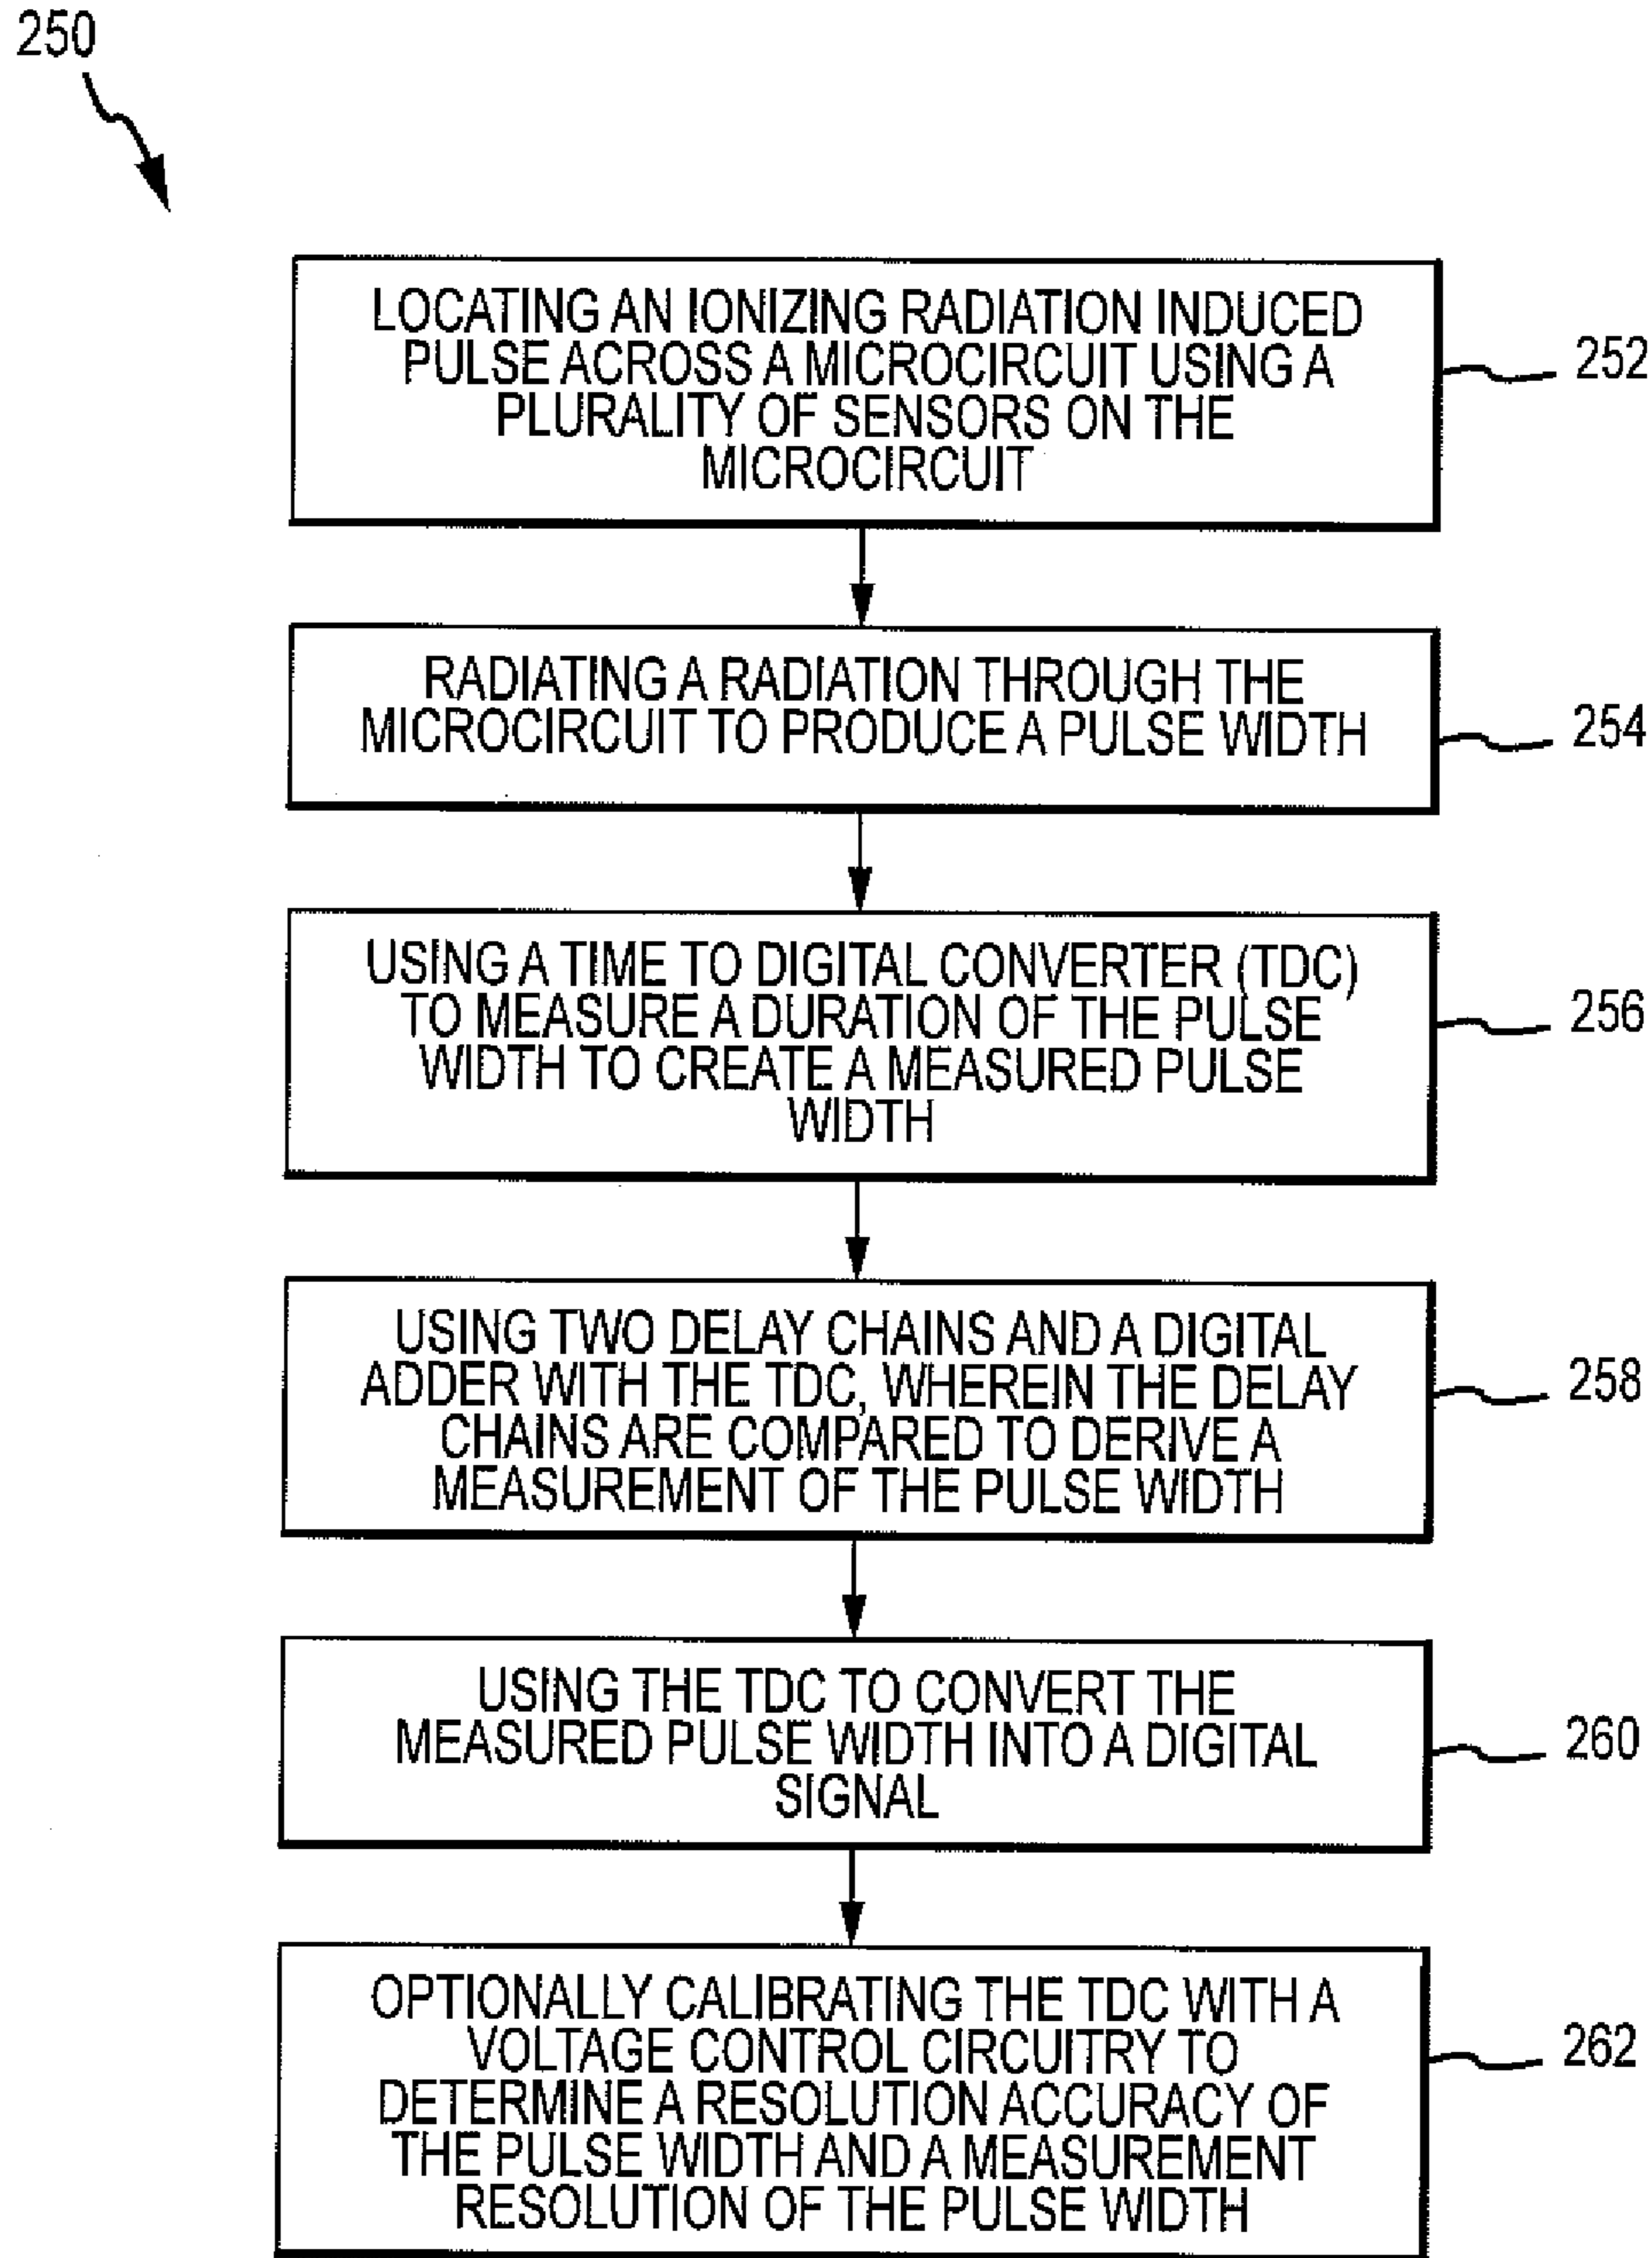 250
LOCATING AN IONIZING RADIATION INDUCED
PULSE ACROSS A MICROCIRCUIT USING A
PLURALITY OF SENSORS ON THE
MICROCIRCUIT
252
RADIATING A RADIATION THROUGH THE
MICROCIRCUIT TO PRODUCE A PULSE WIDTH
254
USING A TIME TO DIGITAL CONVERTER (TDC)
TO MEASURE A DURATION OF THE PULSE
WIDTH TO CREATE A MEASURED PULSE
WIDTH
256
USING TWO DELAY CHAINS AND A DIGITAL
ADDER WITH THE TDC, WHEREIN THE DELAY
CHAINS ARE COMPARED TO DERIVE A
MEASUREMENT OF THE PULSE WIDTH
258
USING THE TDC TO CONVERT THE
MEASURED PULSE WIDTH INTO A DIGITAL
SIGNAL
260
OPTIONALLY CALIBRATING THE TDC WITH A
VOLTAGE CONTROL CIRCUITRY TO
DETERMINE A RESOLUTION ACCURACY OF
THE PULSE WIDTH AND A MEASUREMENT
RESOLUTION OF THE PULSE WIDTH
262